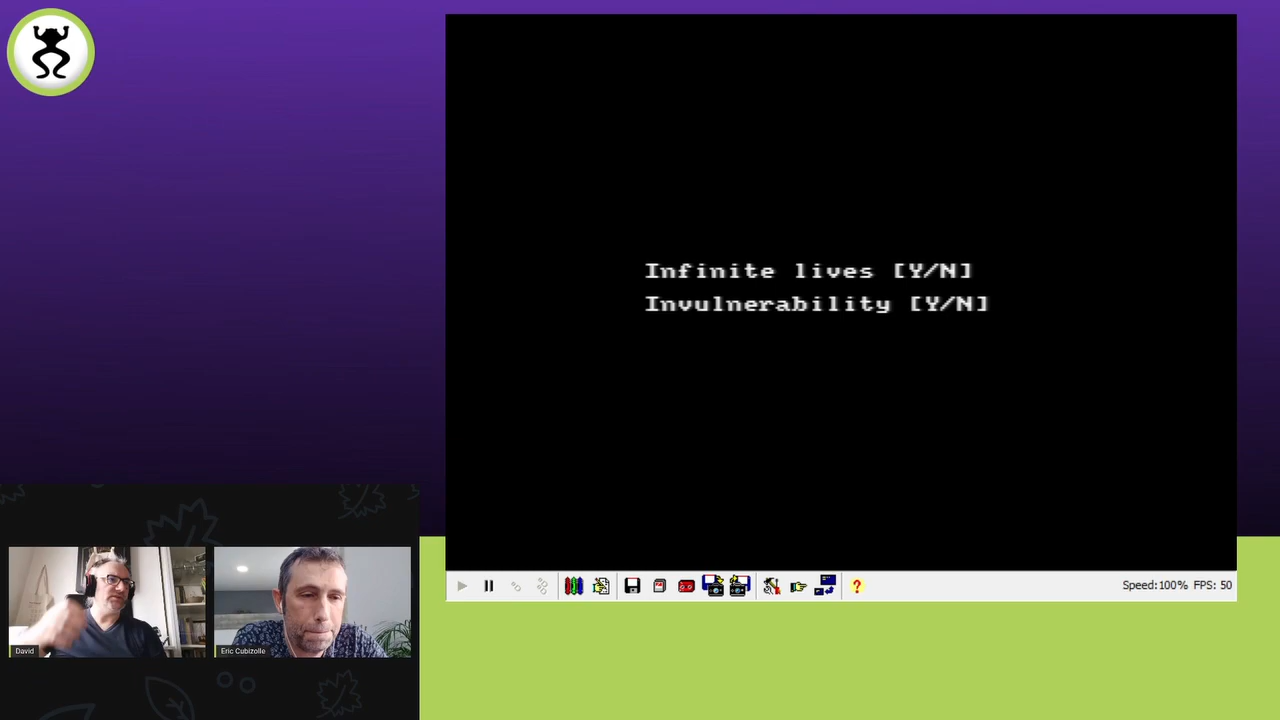 Infinite lives [Y/N]
Invulnerability [Y/N]
Speed:100% FPS: 50
David
Eric Cubizolle